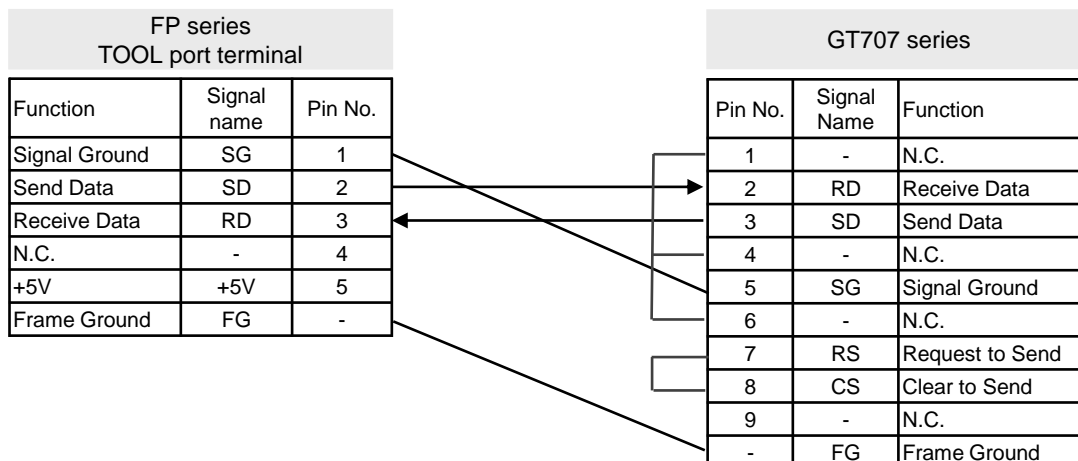 FP series
TOOL port terminal
Function Signal name Pin No.
Signal Ground SG 1
Send Data SD 2
Receive Data RD 3
N.C. - 4
+5V +5V 5
Frame Ground FG -
GT707 series
Pin No. Signal Name Function
1 - N.C.
2 RD Receive Data
3 SD Send Data
4 - N.C.
5 SG Signal Ground
6 - N.C.
7 RS Request to Send
8 CS Clear to Send
9 - N.C.
- FG Frame Ground